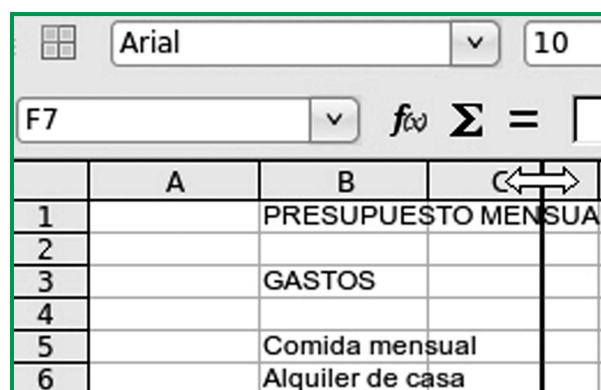 Arial 10
F7 f(x) Σ =
A B C
1 PRESUPUESTO MENSUA
2
3 GASTOS
4
5 Comida mensual
6 Alquiler de casa